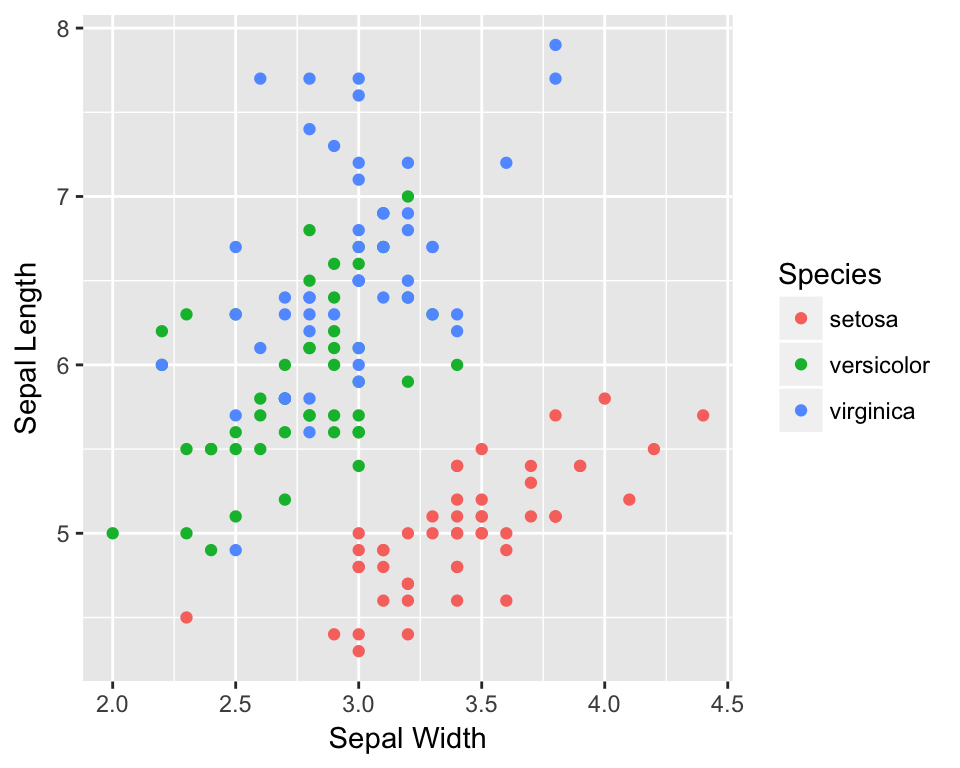 8
7
6
5
Sepal Length
2.0 2.5 3.0 3.5 4.0 4.5
Sepal Width
Species
setosa
versicolor
virginica